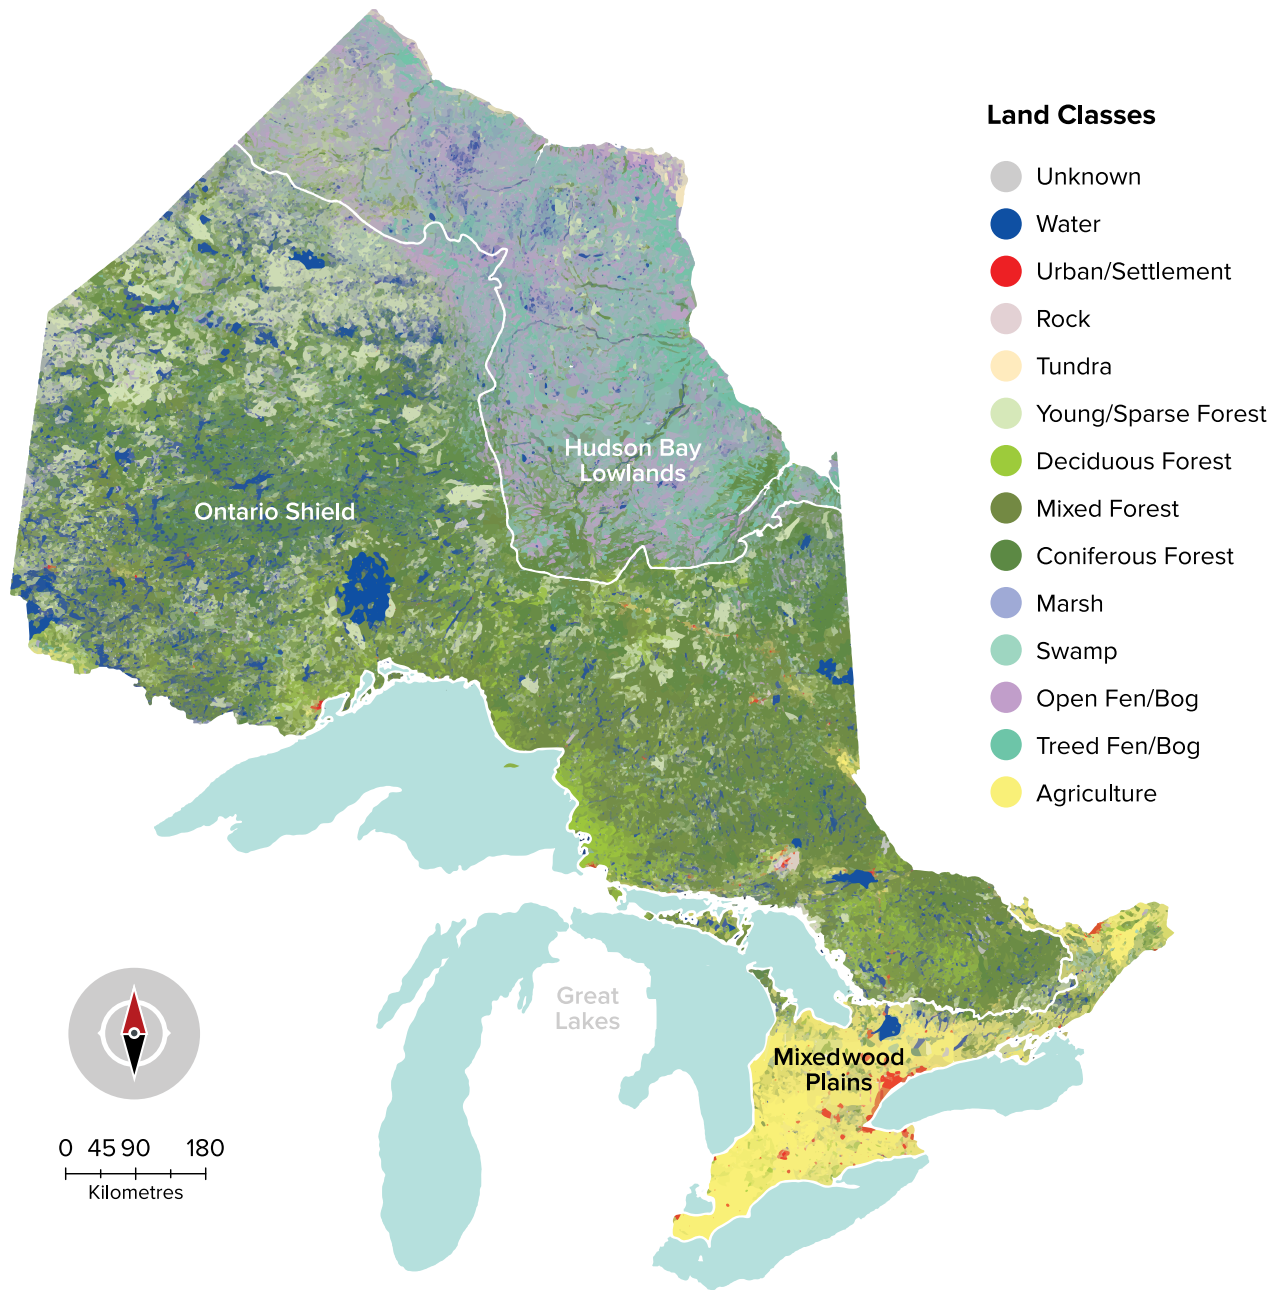 Land Classes
Unknown
Water
Urban/Settlement
Rock
Tundra
Young/Sparse Forest
Deciduous Forest
Mixed Forest
Coniferous Forest
Marsh
Swamp
Open Fen/Bog
Treed Fen/Bog
Agriculture
Hudson Bay
Lowlands
Ontario Shield
Great
Lakes
Mixedwood
Plains
0 45 90 180
Kilometres